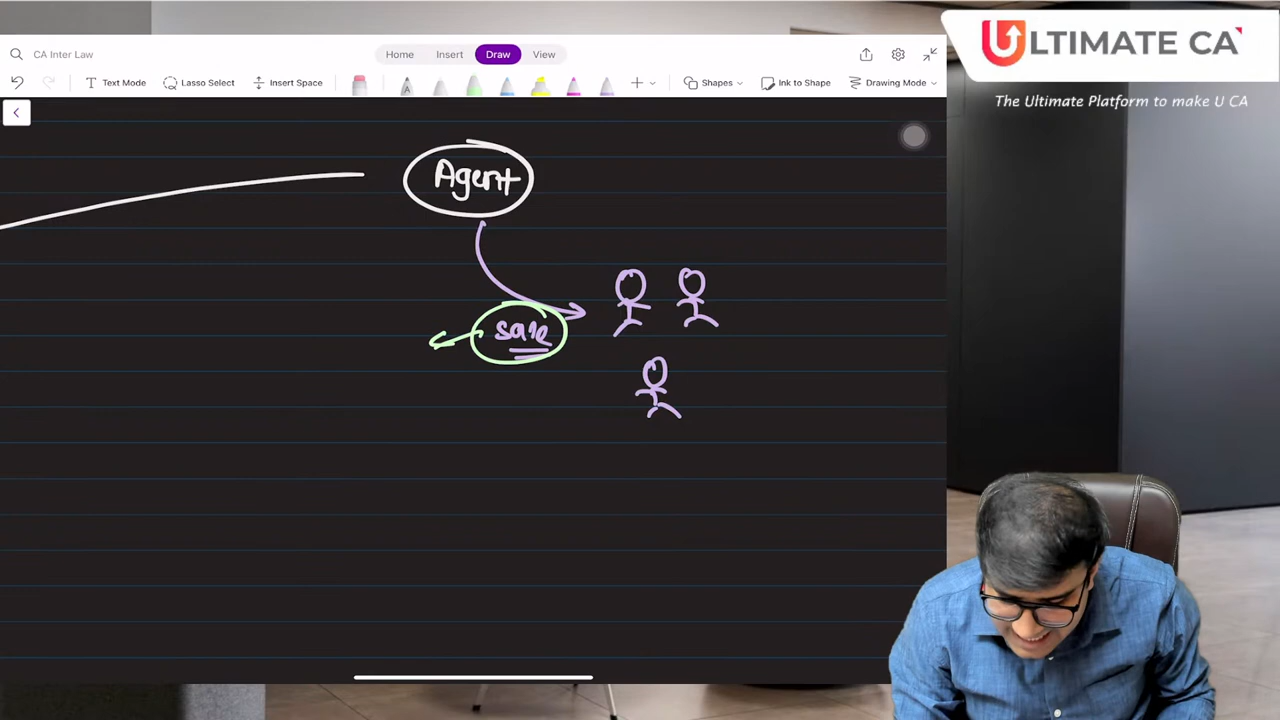 CA Inter Law
Home Insert Draw View
Text Mode Lasso Select Insert Space Shapes Ink to Shape Drawing Mode
ULTIMATE CA
The Ultimate Platform to make U CA
Agent
sale